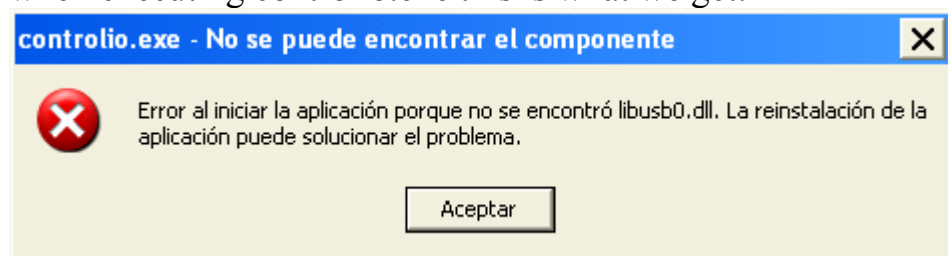 controlio.exe - No se puede encontrar el componente
Error al iniciar la aplicación porque no se encontró libusb0.dll. La reinstalación de la
aplicación puede solucionar el problema.
Aceptar